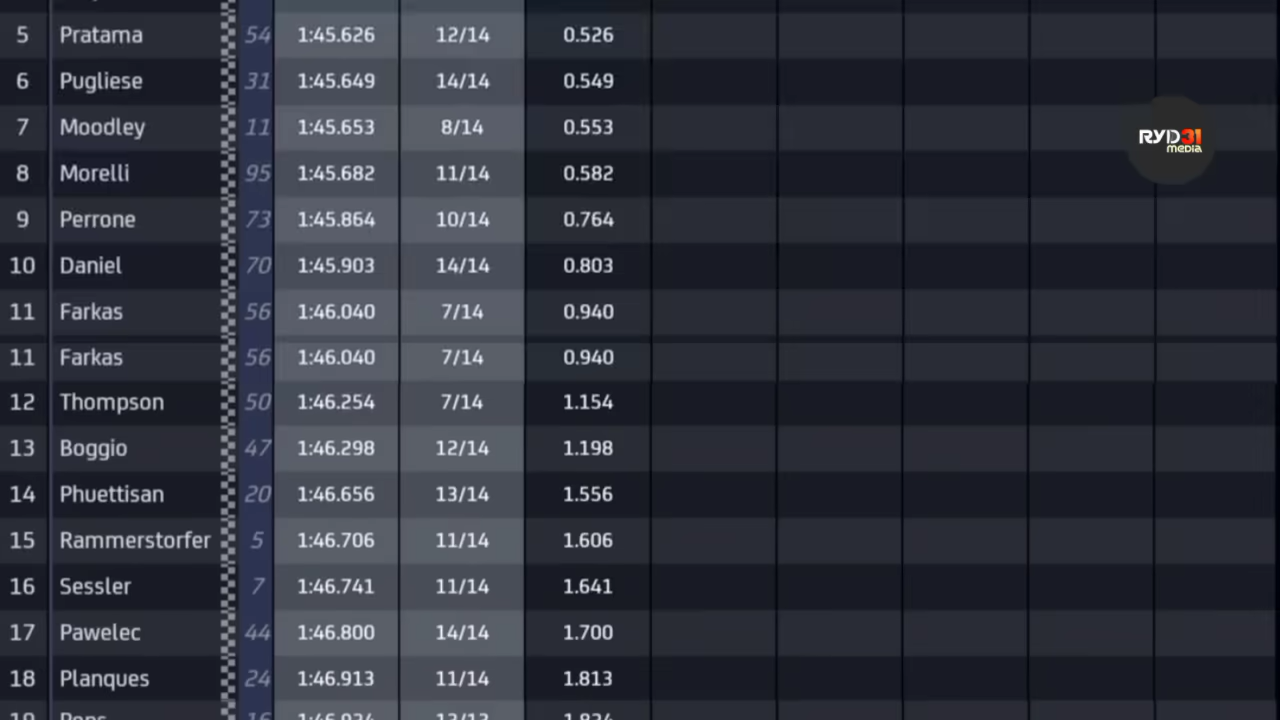 5 Pratama 54 1:45.626 12/14 0.526
6 Pugliese 31 1:45.649 14/14 0.549
7 Moodley 11 1:45.653 8/14 0.553
RYD31
media
8 Morelli 95 1:45.682 11/14 0.582
9 Perrone 73 1:45.864 10/14 0.764
10 Daniel 70 1:45.903 14/14 0.803
11 Farkas 56 1:46.040 7/14 0.940
11 Farkas 56 1:46.040 7/14 0.940
12 Thompson 50 1:46.254 7/14 1.154
13 Boggio 47 1:46.298 12/14 1.198
14 Phuettisan 20 1:46.656 13/14 1.556
15 Rammerstorfer 5 1:46.706 11/14 1.606
16 Sessler 7 1:46.741 11/14 1.641
17 Pawelec 44 1:46.800 14/14 1.700
18 Planques 24 1:46.913 11/14 1.813